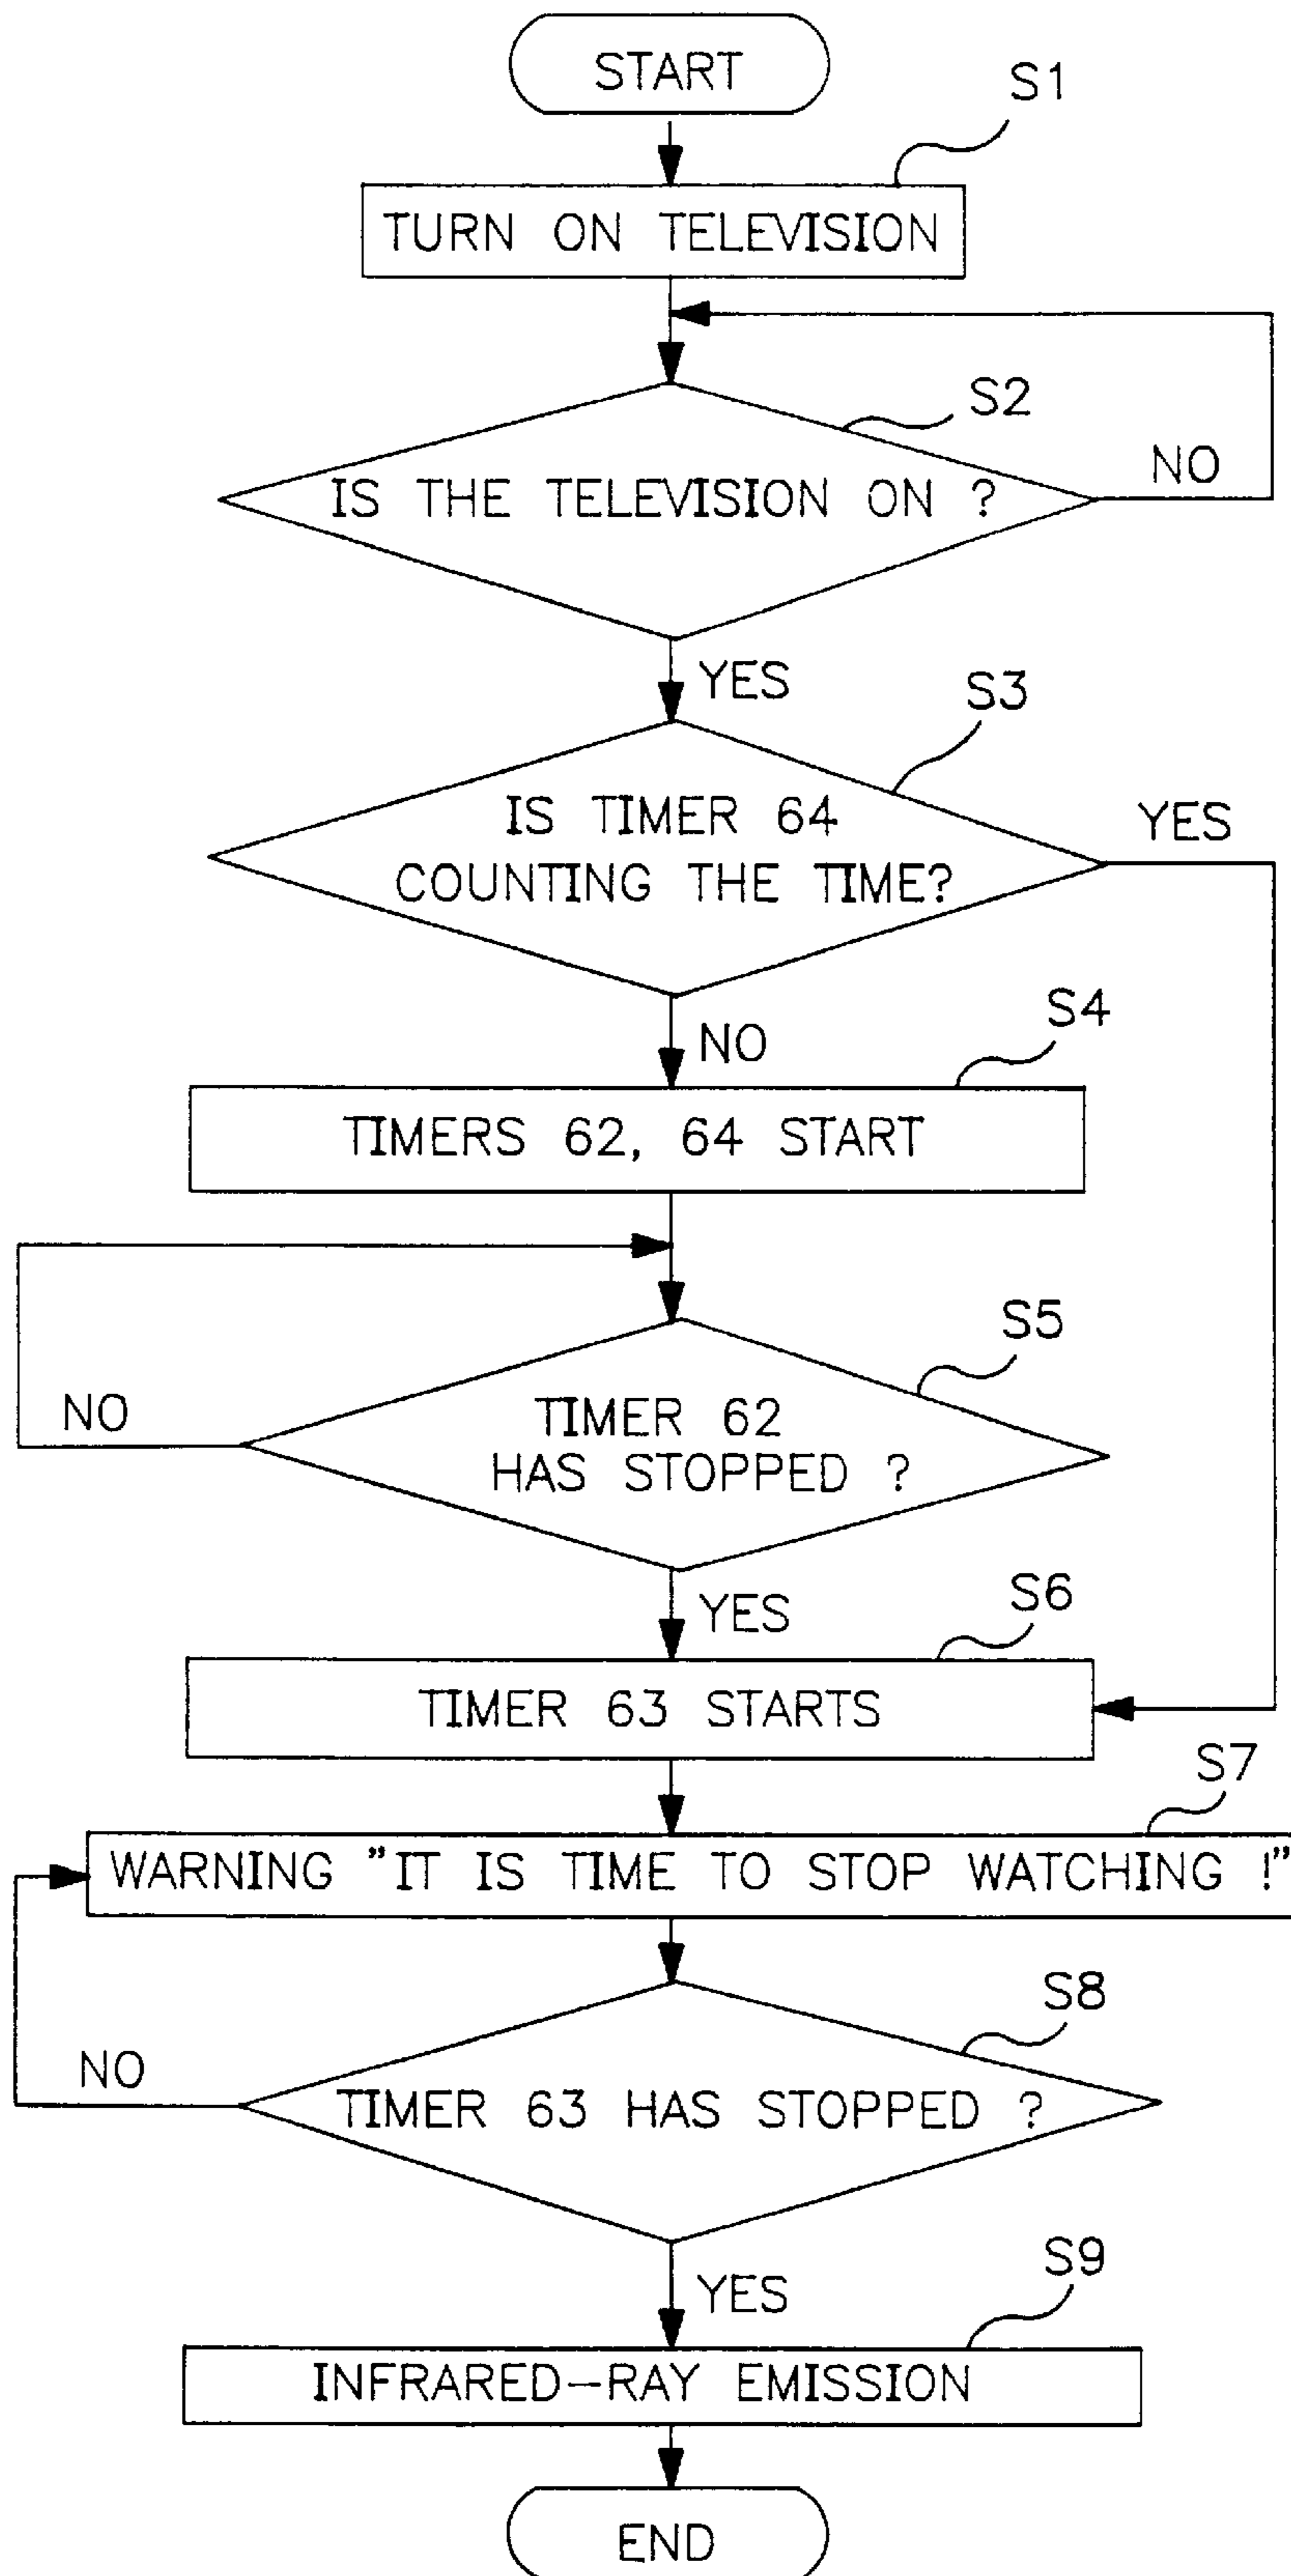 START
S1
TURN ON TELEVISION
S2
NO
IS THE TELEVISION ON ?
YES
S3
IS TIMER 64
COUNTING THE TIME?
YES
NO
S4
TIMERS 62, 64 START
S5
NO
TIMER 62
HAS STOPPED ?
YES
S6
TIMER 63 STARTS
S7
WARNING "IT IS TIME TO STOP WATCHING !"
S8
NO
TIMER 63 HAS STOPPED ?
YES
S9
INFRARED-RAY EMISSION
END